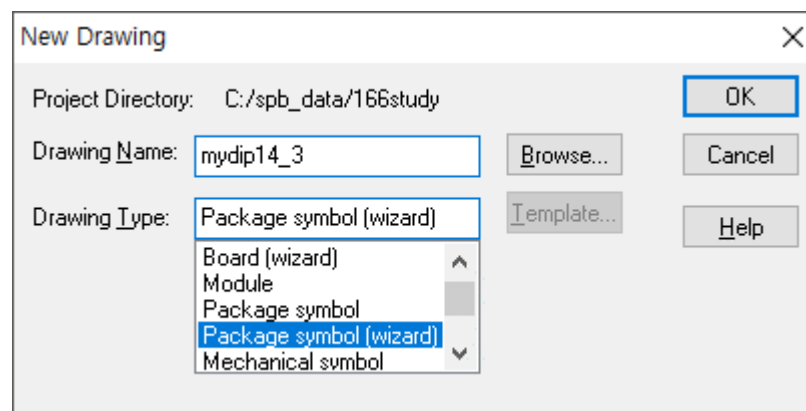 New Drawing
Project Directory: C:/spb_data/166study
OK
Drawing Name: mydip14_3
Browse...
Cancel
Drawing Type: Package symbol (wizard)
Template...
Help
Board (wizard)
Module
Package symbol
Package symbol (wizard)
Mechanical symbol